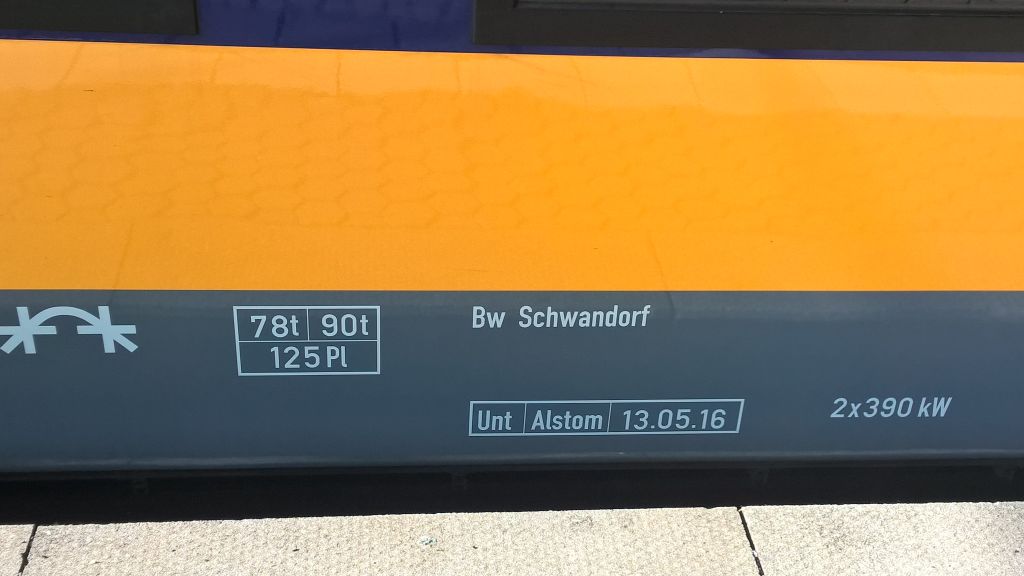 78t 90t
125 Pl
Bw Schwandorf
Unt Alstom 13.05.16
2x390 kW